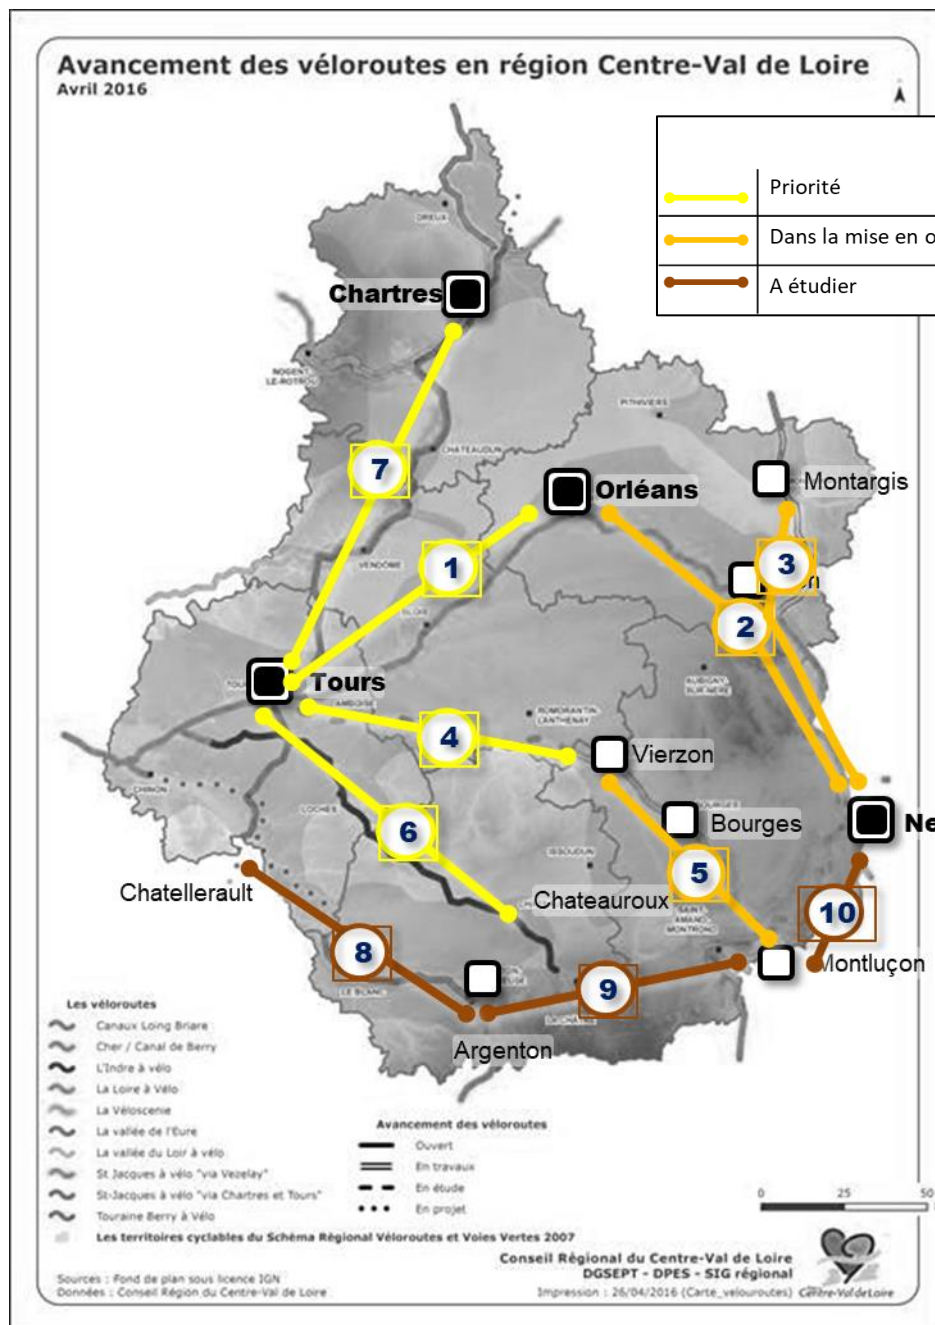 Avancement des véloroutes en région Centre-Val de Loire
Avril 2016
Priorité
Dans la mise en o
A étudier
DREUX
Chartres
NOGENT-
LE-ROTROU
PITHIVIERS
CHATEAUDUN
7
Orléans
Montargis
VENDÔME
1
3
BLOIS
2
Tours
AMBOISE
AUBIGNY-
SUR-NERE
ROMORANTIN-
LANTHENAY
4
Vierzon
CHINON
LOCHES
6
Bourges
Ne
ISSOUDUN
5
Chatellerault
Chateauroux
SAINT-
AMAND-
MONTROND
10
8
LE BLANC
Montluçon
9
LA CHATRE
Argenton
Les véloroutes
Canaux Loing Briare
Cher / Canal de Berry
L'Indre à vélo
La Loire à Vélo
La Véloscenie
La vallée de l'Eure
La vallée du Loir à vélo
St Jacques à vélo "via Vezelay"
St-Jacques à vélo "via Chartres et Tours"
Touraine Berry à Vélo
Les territoires cyclables du Schéma Régional Véloroutes et Voies Vertes 2007
Avancement des véloroutes
Ouvert
En travaux
En étude
En projet
0 25 50
Conseil Régional du Centre-Val de Loire
DGSEPT - DPES - SIG régional
Sources : Fond de plan sous licence IGN
Données : Conseil Région du Centre-Val de Loire
Impression : 26/04/2016 (Carte_velouroutes)
Centre-Val de Loire